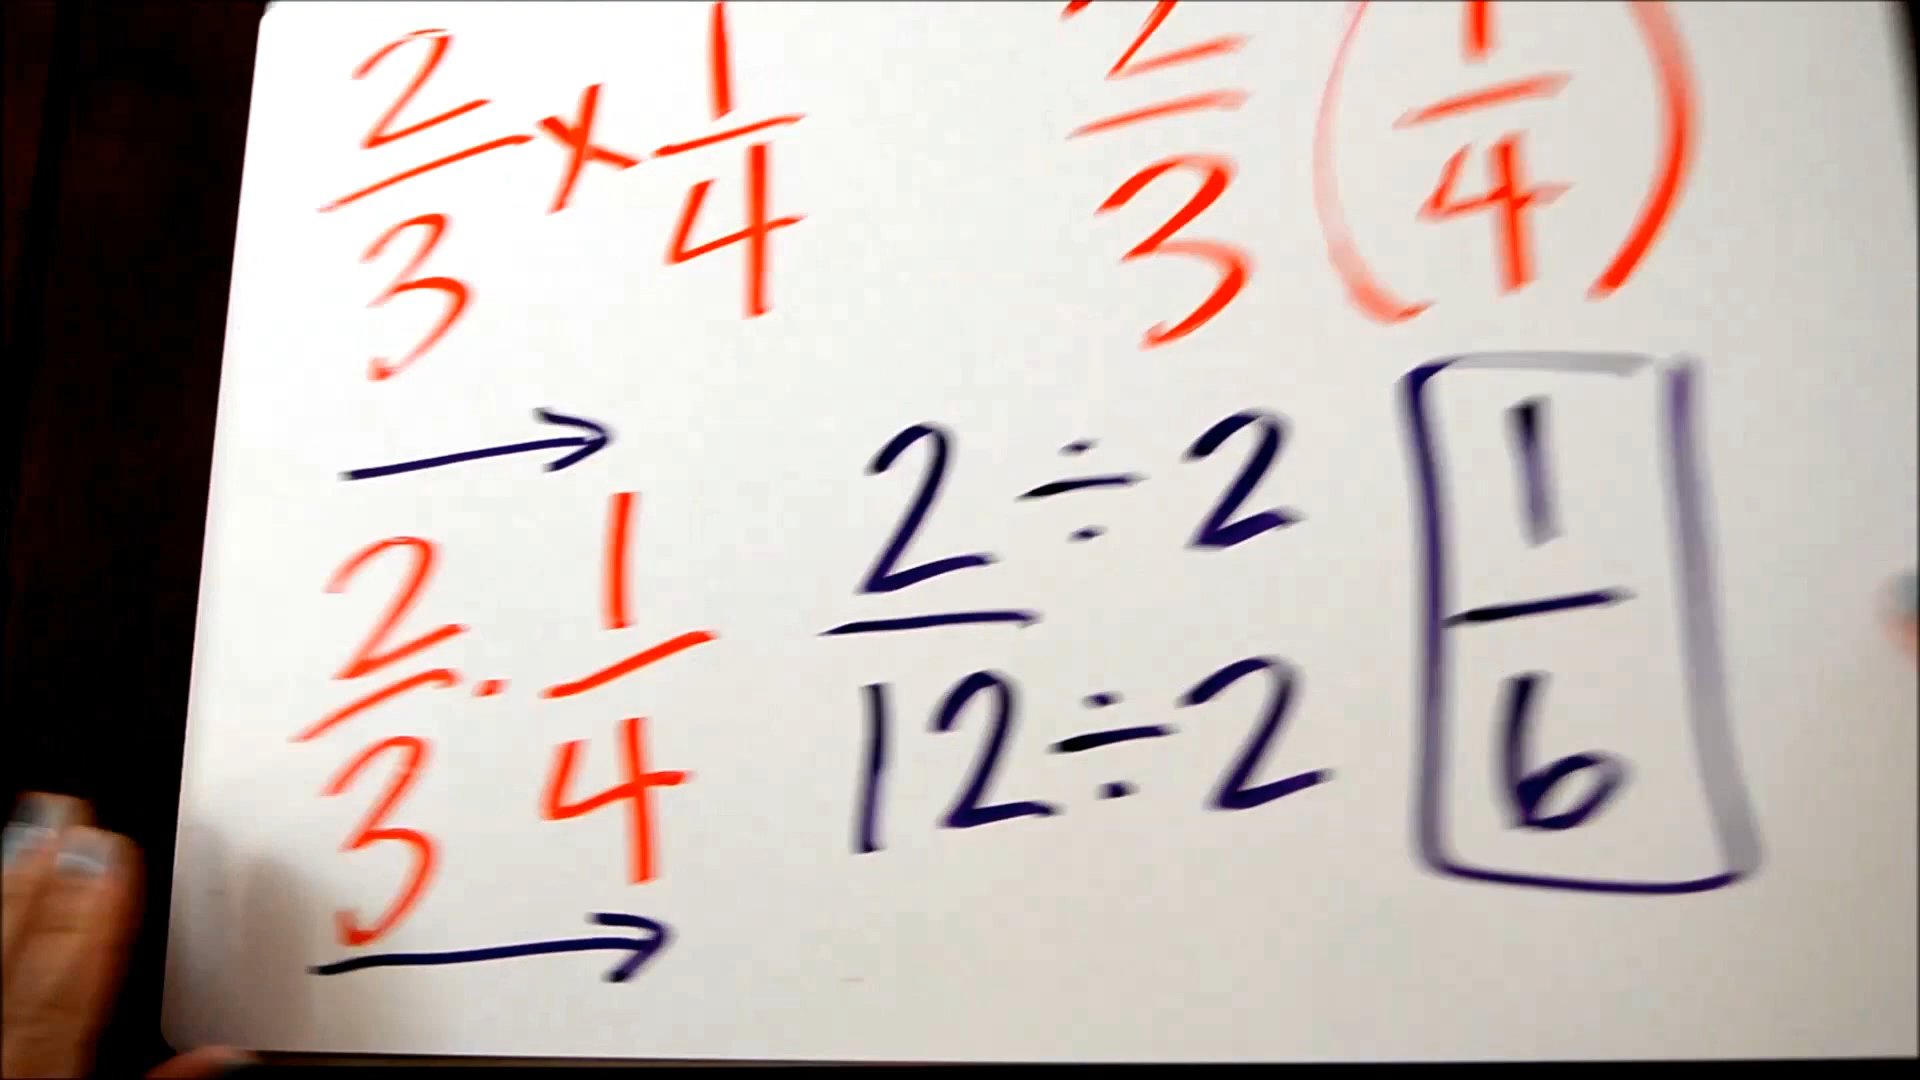 2/3 x 1/4
2/3 (1/4)
2/3 · 1/4
2 ÷ 2
12 ÷ 2
1/6